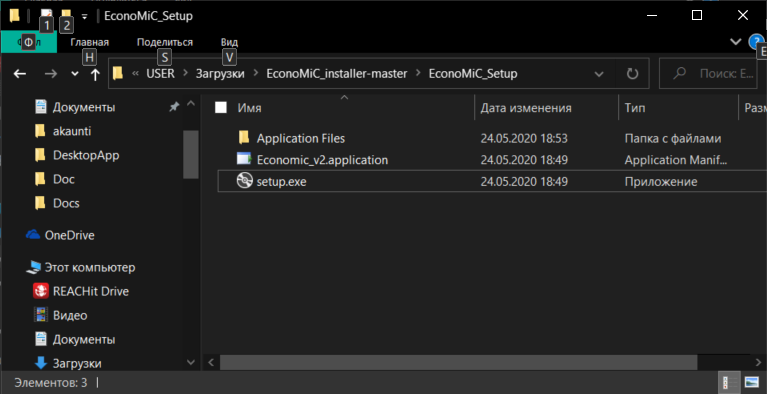 1 2 EconoMiC_Setup
Ф Главная Поделиться Вид
H S V E
« USER Загрузки EconoMiC_installer-master EconoMiC_Setup Поиск: E...
Документы
akaunti
DesktopApp
Doc
Docs
OneDrive
Этот компьютер
REACHit Drive
Видео
Документы
Загрузки
Имя Дата изменения Тип Разм
Application Files 24.05.2020 18:53 Папка с файлами
Economic_v2.application 24.05.2020 18:49 Application Manif...
setup.exe 24.05.2020 18:49 Приложение
Элементов: 3